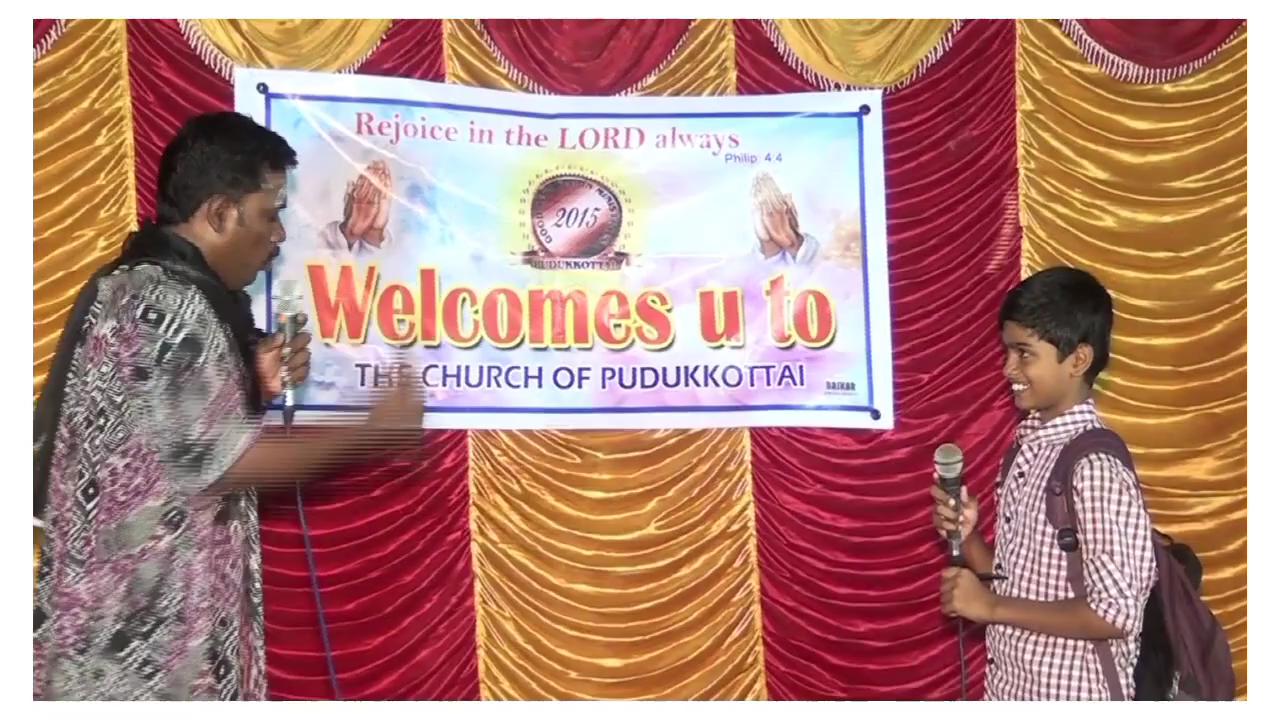 Rejoice in the LORD always
Philip 4:4
2015
PUDUKKOTTAI
Welcomes u to
THE CHURCH OF PUDUKKOTTAI